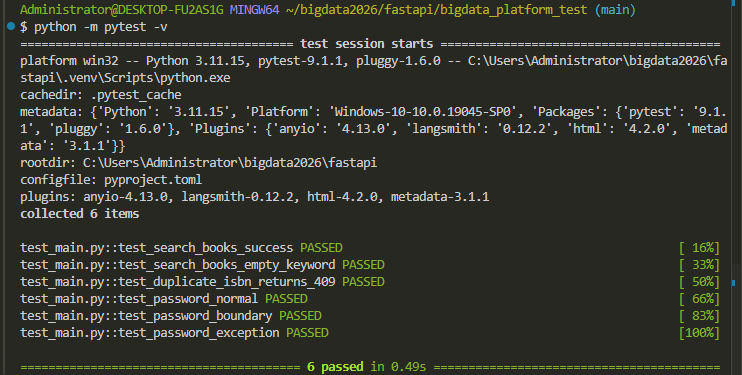 Administrator@DESKTOP-FU2AS1G MINGW64 ~/bigdata2026/fastapi/bigdata_platform_test (main)
$ python -m pytest -v
======================================= test session starts ========================================
platform win32 -- Python 3.11.15, pytest-9.1.1, pluggy-1.6.0 -- C:\Users\Administrator\bigdata2026\fa
stapi\.venv\Scripts\python.exe
cachedir: .pytest_cache
metadata: {'Python': '3.11.15', 'Platform': 'Windows-10-10.0.19045-SP0', 'Packages': {'pytest': '9.1.
1', 'pluggy': '1.6.0'}, 'Plugins': {'anyio': '4.13.0', 'langsmith': '0.12.2', 'html': '4.2.0', 'metad
ata': '3.1.1'}}
rootdir: C:\Users\Administrator\bigdata2026\fastapi
configfile: pyproject.toml
plugins: anyio-4.13.0, langsmith-0.12.2, html-4.2.0, metadata-3.1.1
collected 6 items
test_main.py::test_search_books_success PASSED [ 16%]
test_main.py::test_search_books_empty_keyword PASSED [ 33%]
test_main.py::test_duplicate_isbn_returns_409 PASSED [ 50%]
test_main.py::test_password_normal PASSED [ 66%]
test_main.py::test_password_boundary PASSED [ 83%]
test_main.py::test_password_exception PASSED [100%]
======================================== 6 passed in 0.49s =========================================